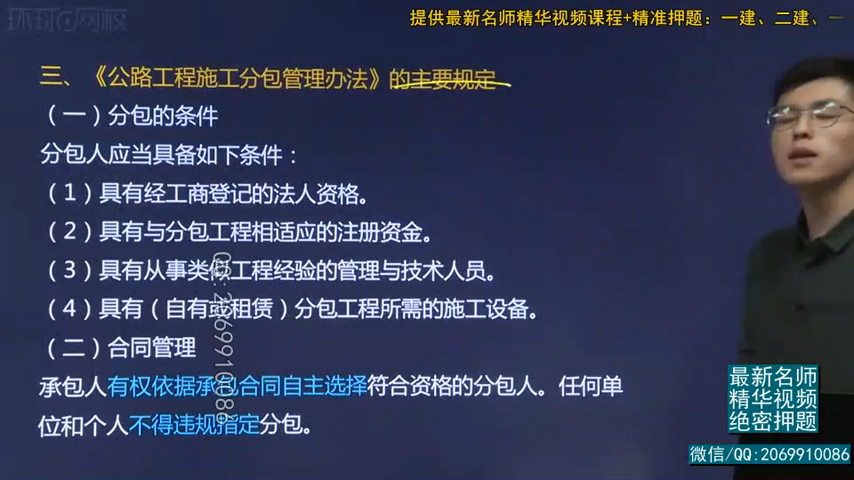 环球网校
提供最新名师精华视频课程+精准押题：一建、二建、一
三、《公路工程施工分包管理办法》的主要规定
（一）分包的条件
分包人应当具备如下条件：
（1）具有经工商登记的法人资格。
（2）具有与分包工程相适应的注册资金。
（3）具有从事类似工程经验的管理与技术人员。
（4）具有（自有或租赁）分包工程所需的施工设备。
（二）合同管理
承包人有权依据承包合同自主选择符合资格的分包人。任何单
位和个人不得违规指定分包。
QQ:2069910086
最新名师
精华视频
绝密押题
微信/QQ:2069910086